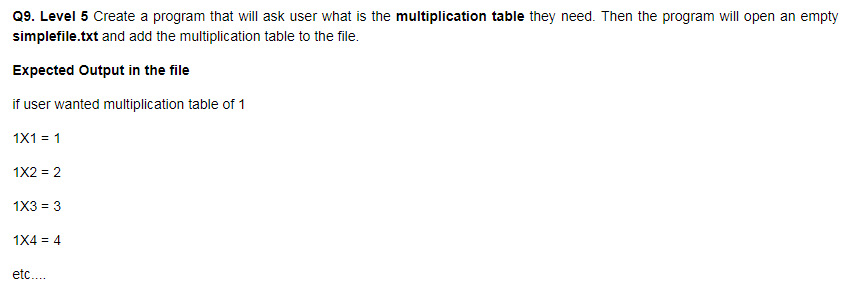 Q9. Level 5 Create a program that will ask user what is the multiplication table they need. Then the program will open an empty
simplefile.txt and add the multiplication table to the file.
Expected Output in the file
if user wanted multiplication table of 1
1X1 = 1
1X2 = 2
1X3 = 3
1X4 = 4
etc....